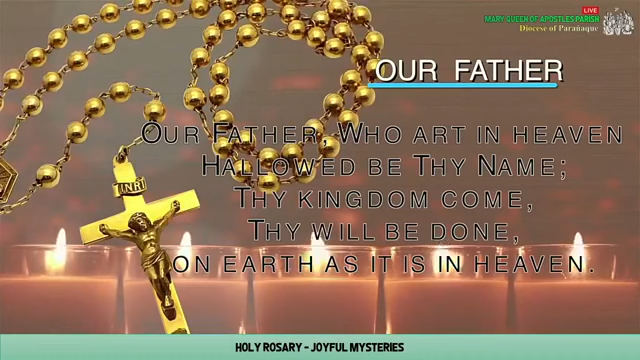 LIVE
MARY QUEEN OF APOSTLES PARISH
Diocese of Parañaque
OUR FATHER
OUR FATHER, WHO ART IN HEAVEN
HALLOWED BE THY NAME;
THY KINGDOM COME,
THY WILL BE DONE,
ON EARTH AS IT IS IN HEAVEN.
INRI
HOLY ROSARY - JOYFUL MYSTERIES